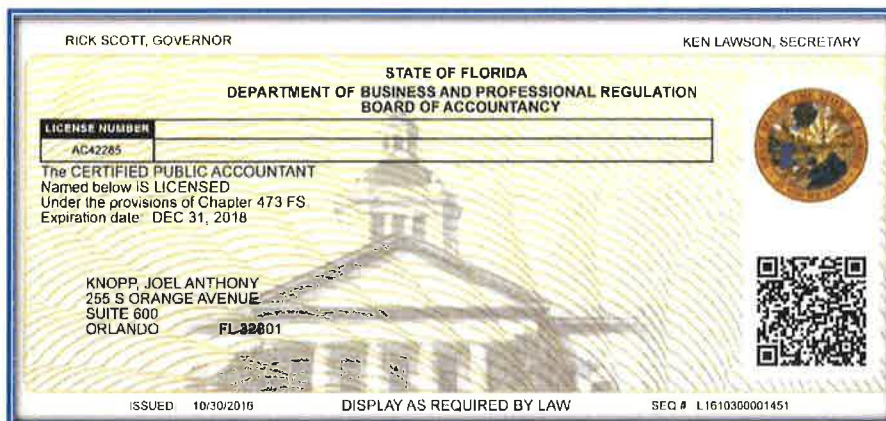 RICK SCOTT, GOVERNOR
KEN LAWSON, SECRETARY
STATE OF FLORIDA
DEPARTMENT OF BUSINESS AND PROFESSIONAL REGULATION
BOARD OF ACCOUNTANCY
LICENSE NUMBER
AC42285
The CERTIFIED PUBLIC ACCOUNTANT
Named below IS LICENSED
Under the provisions of Chapter 473 FS.
Expiration date: DEC 31, 2018
KNOPP, JOEL ANTHONY
255 S ORANGE AVENUE
SUITE 600
ORLANDO FL 32801
ISSUED 10/30/2016
DISPLAY AS REQUIRED BY LAW
SEQ # L1610300001451